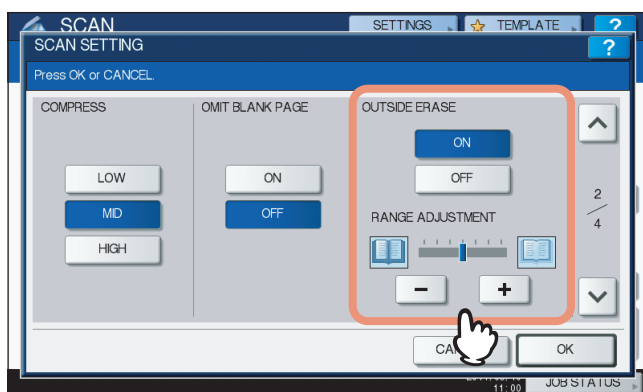 SCAN
SETTINGS
TEMPLATE
?
SCAN SETTING
?
Press OK or CANCEL.
COMPRESS
LOW
MID
HIGH
OMIT BLANK PAGE
ON
OFF
OUTSIDE ERASE
ON
OFF
RANGE ADJUSTMENT
-
+
2
4
OK
11:00
JOB STATUS